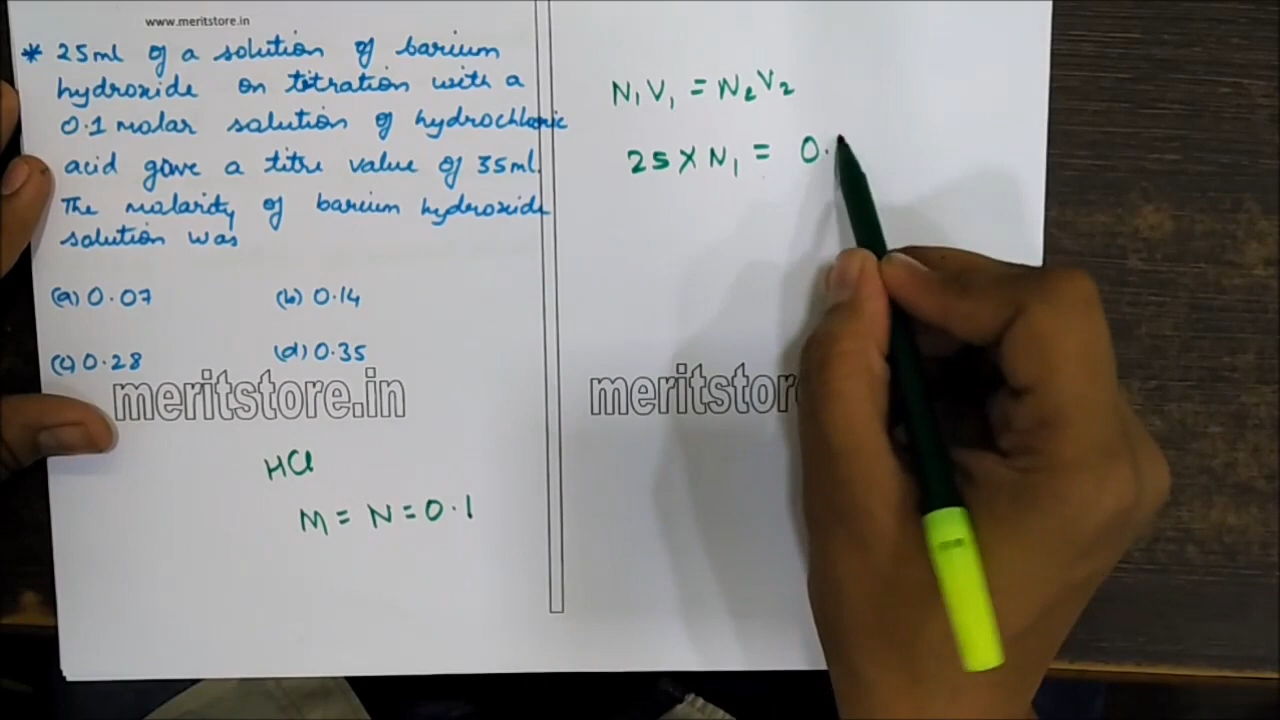 www.meritstore.in
* 25ml of a solution of barium
hydroxide on titration with a
0.1 molar solution of hydrochloric
acid gave a titre value of 35ml.
The molarity of barium hydroxide
solution was
(a) 0.07 (b) 0.14
(c) 0.28 (d) 0.35
meritstore.in
HCl
M = N = 0.1
N₁V₁ = N₂V₂
25 X N₁ = 0.
meritstor